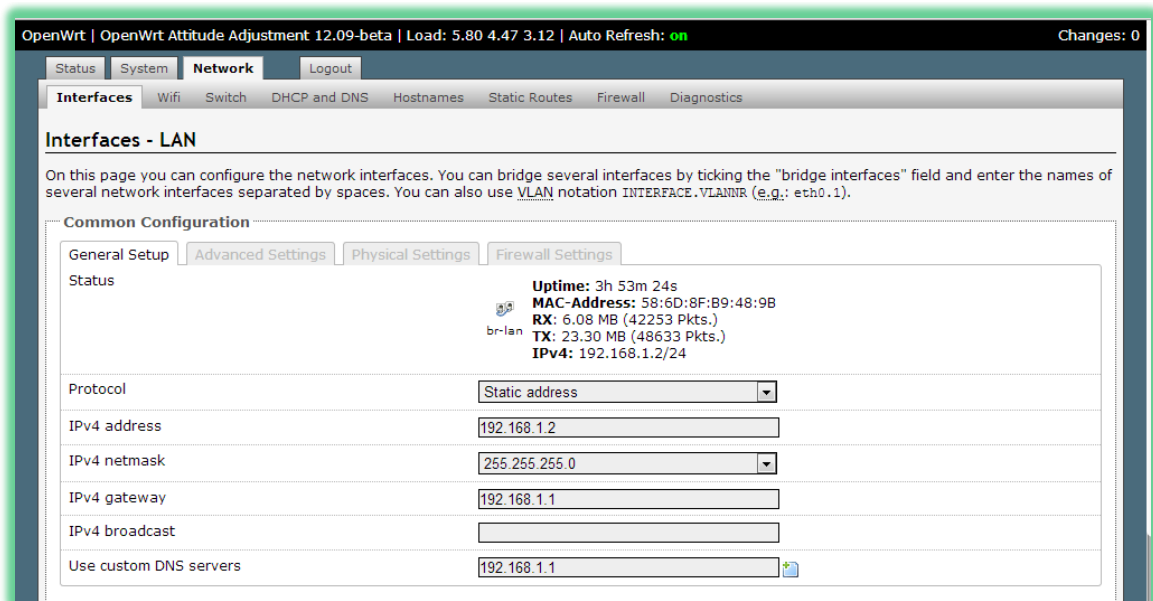 OpenWrt | OpenWrt Attitude Adjustment 12.09-beta | Load: 5.80 4.47 3.12 | Auto Refresh: on Changes: 0
Status System Network Logout
Interfaces Wifi Switch DHCP and DNS Hostnames Static Routes Firewall Diagnostics
Interfaces - LAN
On this page you can configure the network interfaces. You can bridge several interfaces by ticking the "bridge interfaces" field and enter the names of
several network interfaces separated by spaces. You can also use VLAN notation INTERFACE.VLANNR (e.g.: eth0.1).
Common Configuration
General Setup Advanced Settings Physical Settings Firewall Settings
Status
br-lan
Uptime: 3h 53m 24s
MAC-Address: 58:6D:8F:B9:48:9B
RX: 6.08 MB (42253 Pkts.)
TX: 23.30 MB (48633 Pkts.)
IPv4: 192.168.1.2/24
Protocol Static address
IPv4 address 192.168.1.2
IPv4 netmask 255.255.255.0
IPv4 gateway 192.168.1.1
IPv4 broadcast
Use custom DNS servers 192.168.1.1